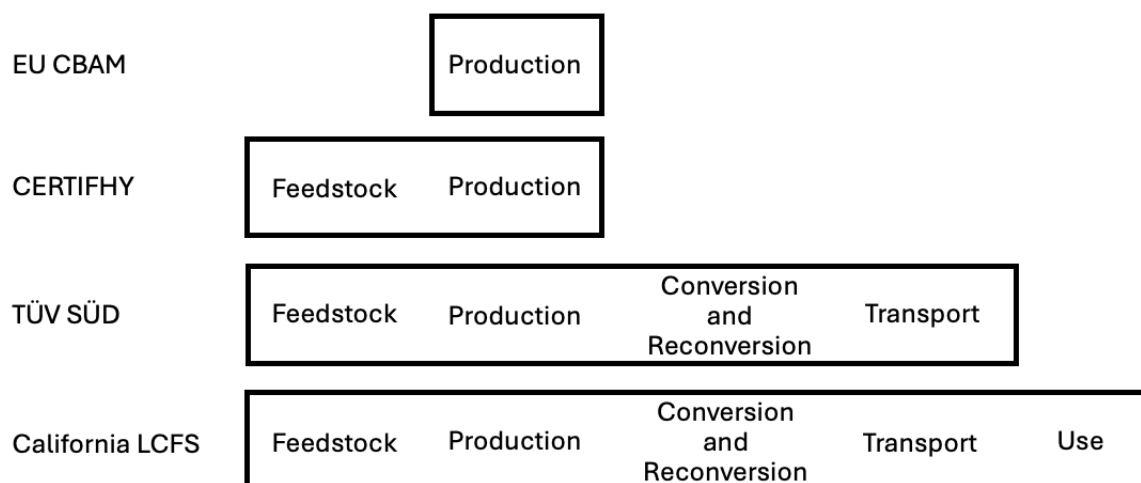 EU CBAM
Production
CERTIFHY
Feedstock
Production
TÜV SÜD
Feedstock
Production
Conversion
and
Reconversion
Transport
California LCFS
Feedstock
Production
Conversion
and
Reconversion
Transport
Use